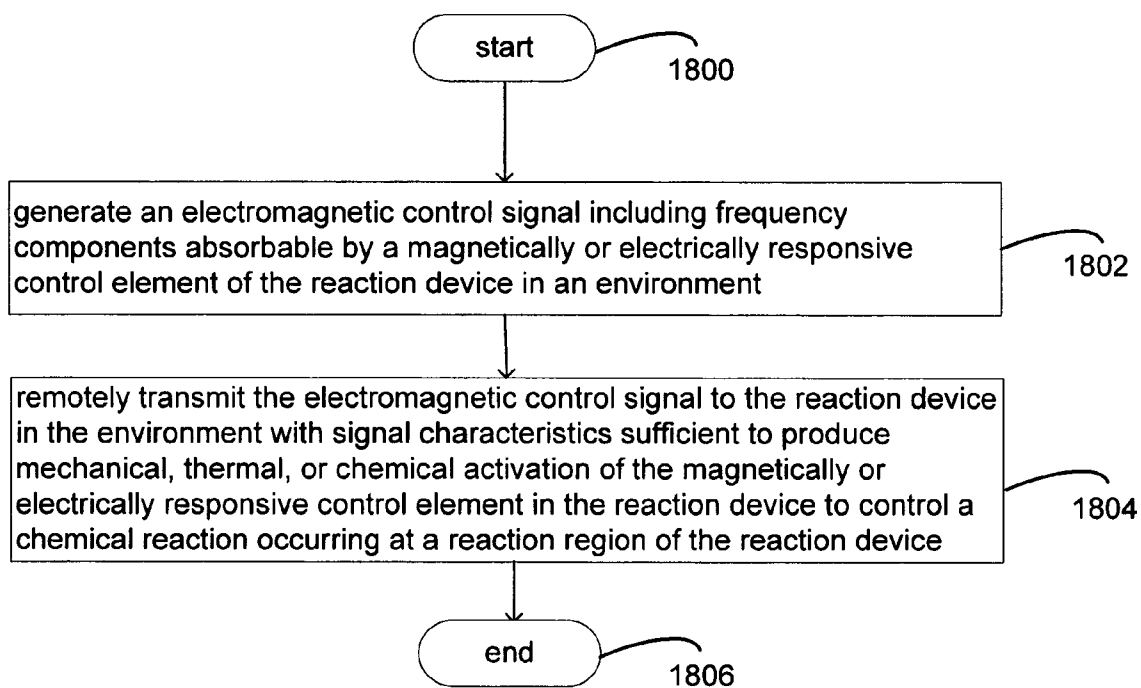 start
1800
generate an electromagnetic control signal including frequency
components absorbable by a magnetically or electrically responsive
control element of the reaction device in an environment
1802
remotely transmit the electromagnetic control signal to the reaction device
in the environment with signal characteristics sufficient to produce
mechanical, thermal, or chemical activation of the magnetically or
electrically responsive control element in the reaction device to control a
chemical reaction occurring at a reaction region of the reaction device
1804
end
1806